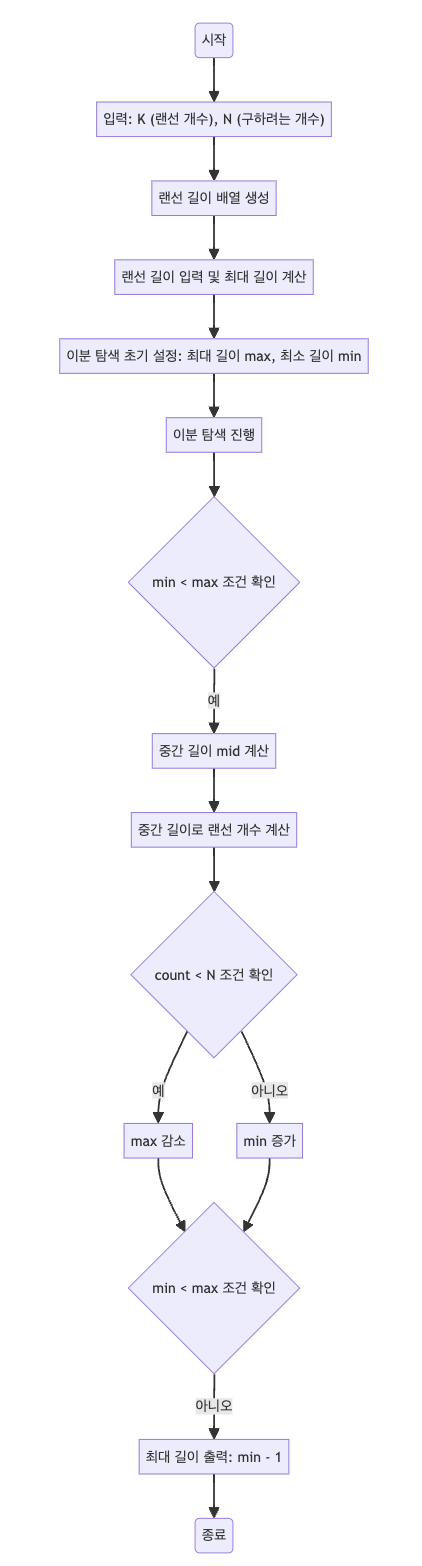 시작
입력: K (랜선 개수), N (구하려는 개수)
랜선 길이 배열 생성
랜선 길이 입력 및 최대 길이 계산
이분 탐색 초기 설정: 최대 길이 max, 최소 길이 min
이분 탐색 진행
min < max 조건 확인
예
중간 길이 mid 계산
중간 길이로 랜선 개수 계산
count < N 조건 확인
예
아니오
max 감소
min 증가
min < max 조건 확인
아니오
최대 길이 출력: min - 1
종료